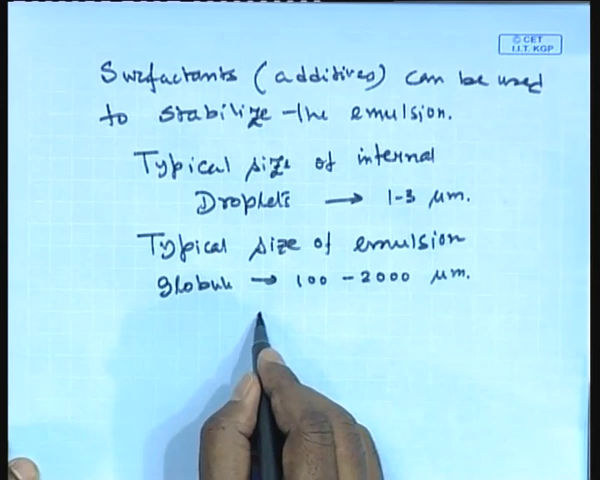 © CET
I.I.T. KGP
Surfactants (additives) can be used
to stabilize the emulsion.
Typical size of internal
Droplets → 1-3 μm.
Typical size of emulsion
globule → 100 - 2000 μm.